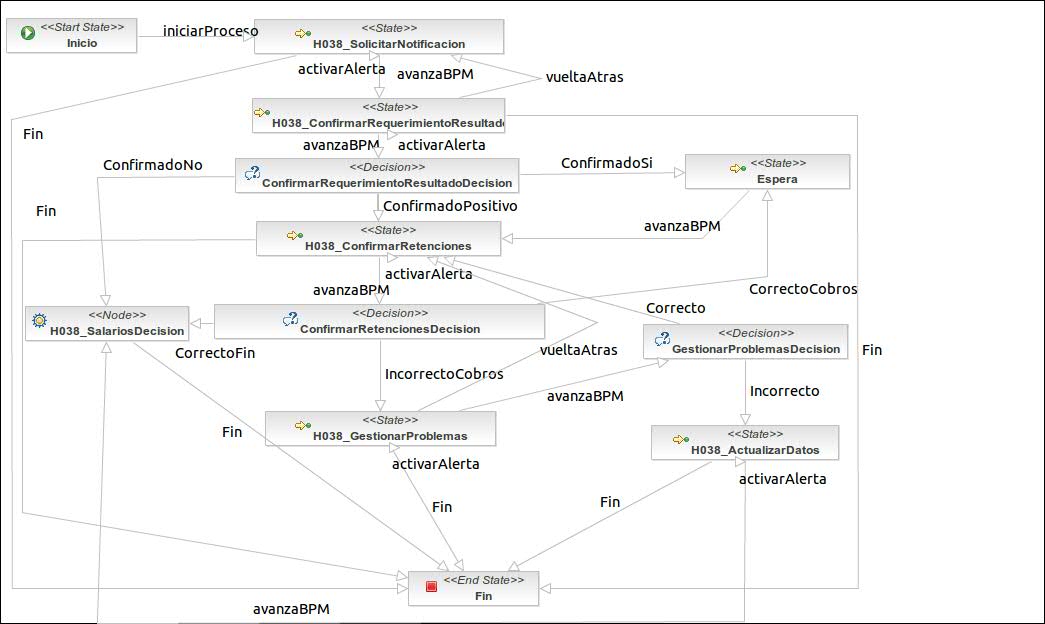 <<Start State>>
Inicio
iniciarProceso
<<State>>
H038_SolicitarNotificacion
activarAlerta
avanzaBPM
vueltaAtras
<<State>>
H038_ConfirmarRequerimientoResultado
Fin
avanzaBPM
activarAlerta
ConfirmadoNo
<<Decision>>
ConfirmarRequerimientoResultadoDecision
ConfirmadoSi
<<State>>
Espera
Fin
ConfirmadoPositivo
avanzaBPM
<<State>>
H038_ConfirmarRetenciones
activarAlerta
avanzaBPM
CorrectoCobros
<<Node>>
H038_SalariosDecision
<<Decision>>
ConfirmarRetencionesDecision
Correcto
<<Decision>>
GestionarProblemasDecision
CorrectoFin
vueltaAtras
Fin
IncorrectoCobros
avanzaBPM
Incorrecto
Fin
<<State>>
H038_GestionarProblemas
<<State>>
H038_ActualizarDatos
activarAlerta
activarAlerta
Fin
Fin
<<End State>>
Fin
avanzaBPM